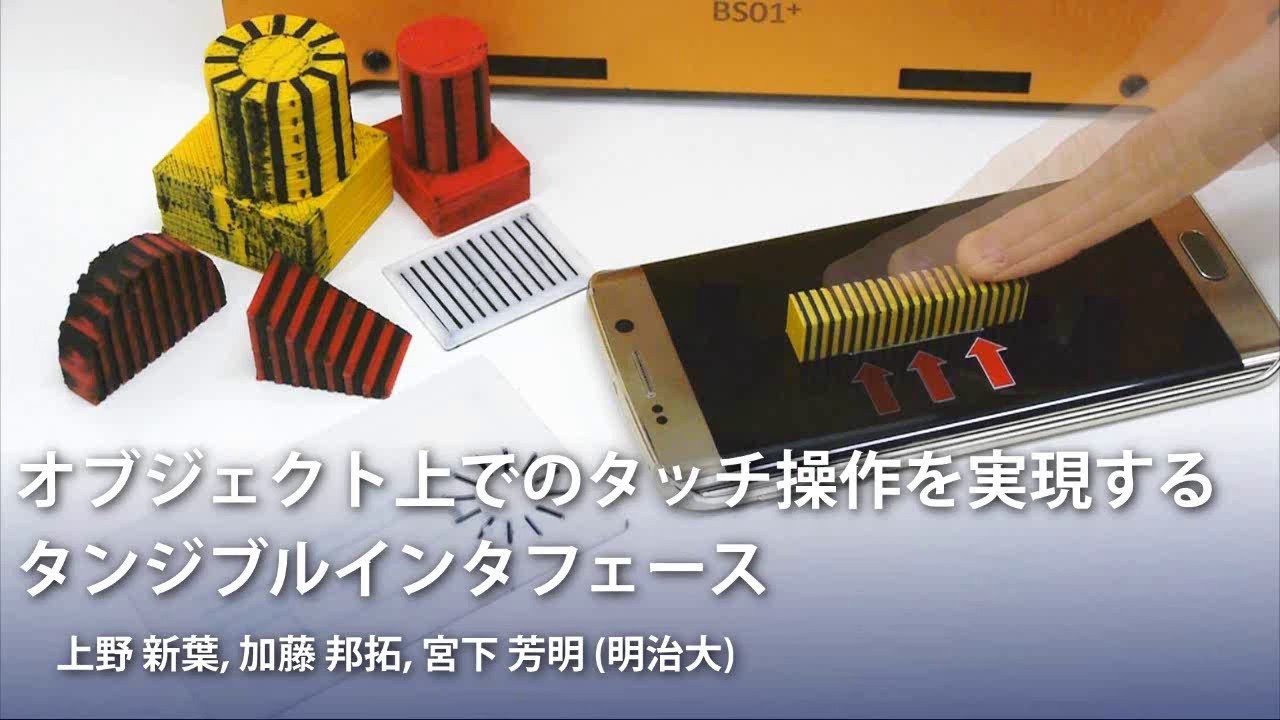 BS01+
オブジェクト上でのタッチ操作を実現する
タンジブルインタフェース
上野 新葉, 加藤 邦拓, 宮下 芳明 (明治大)